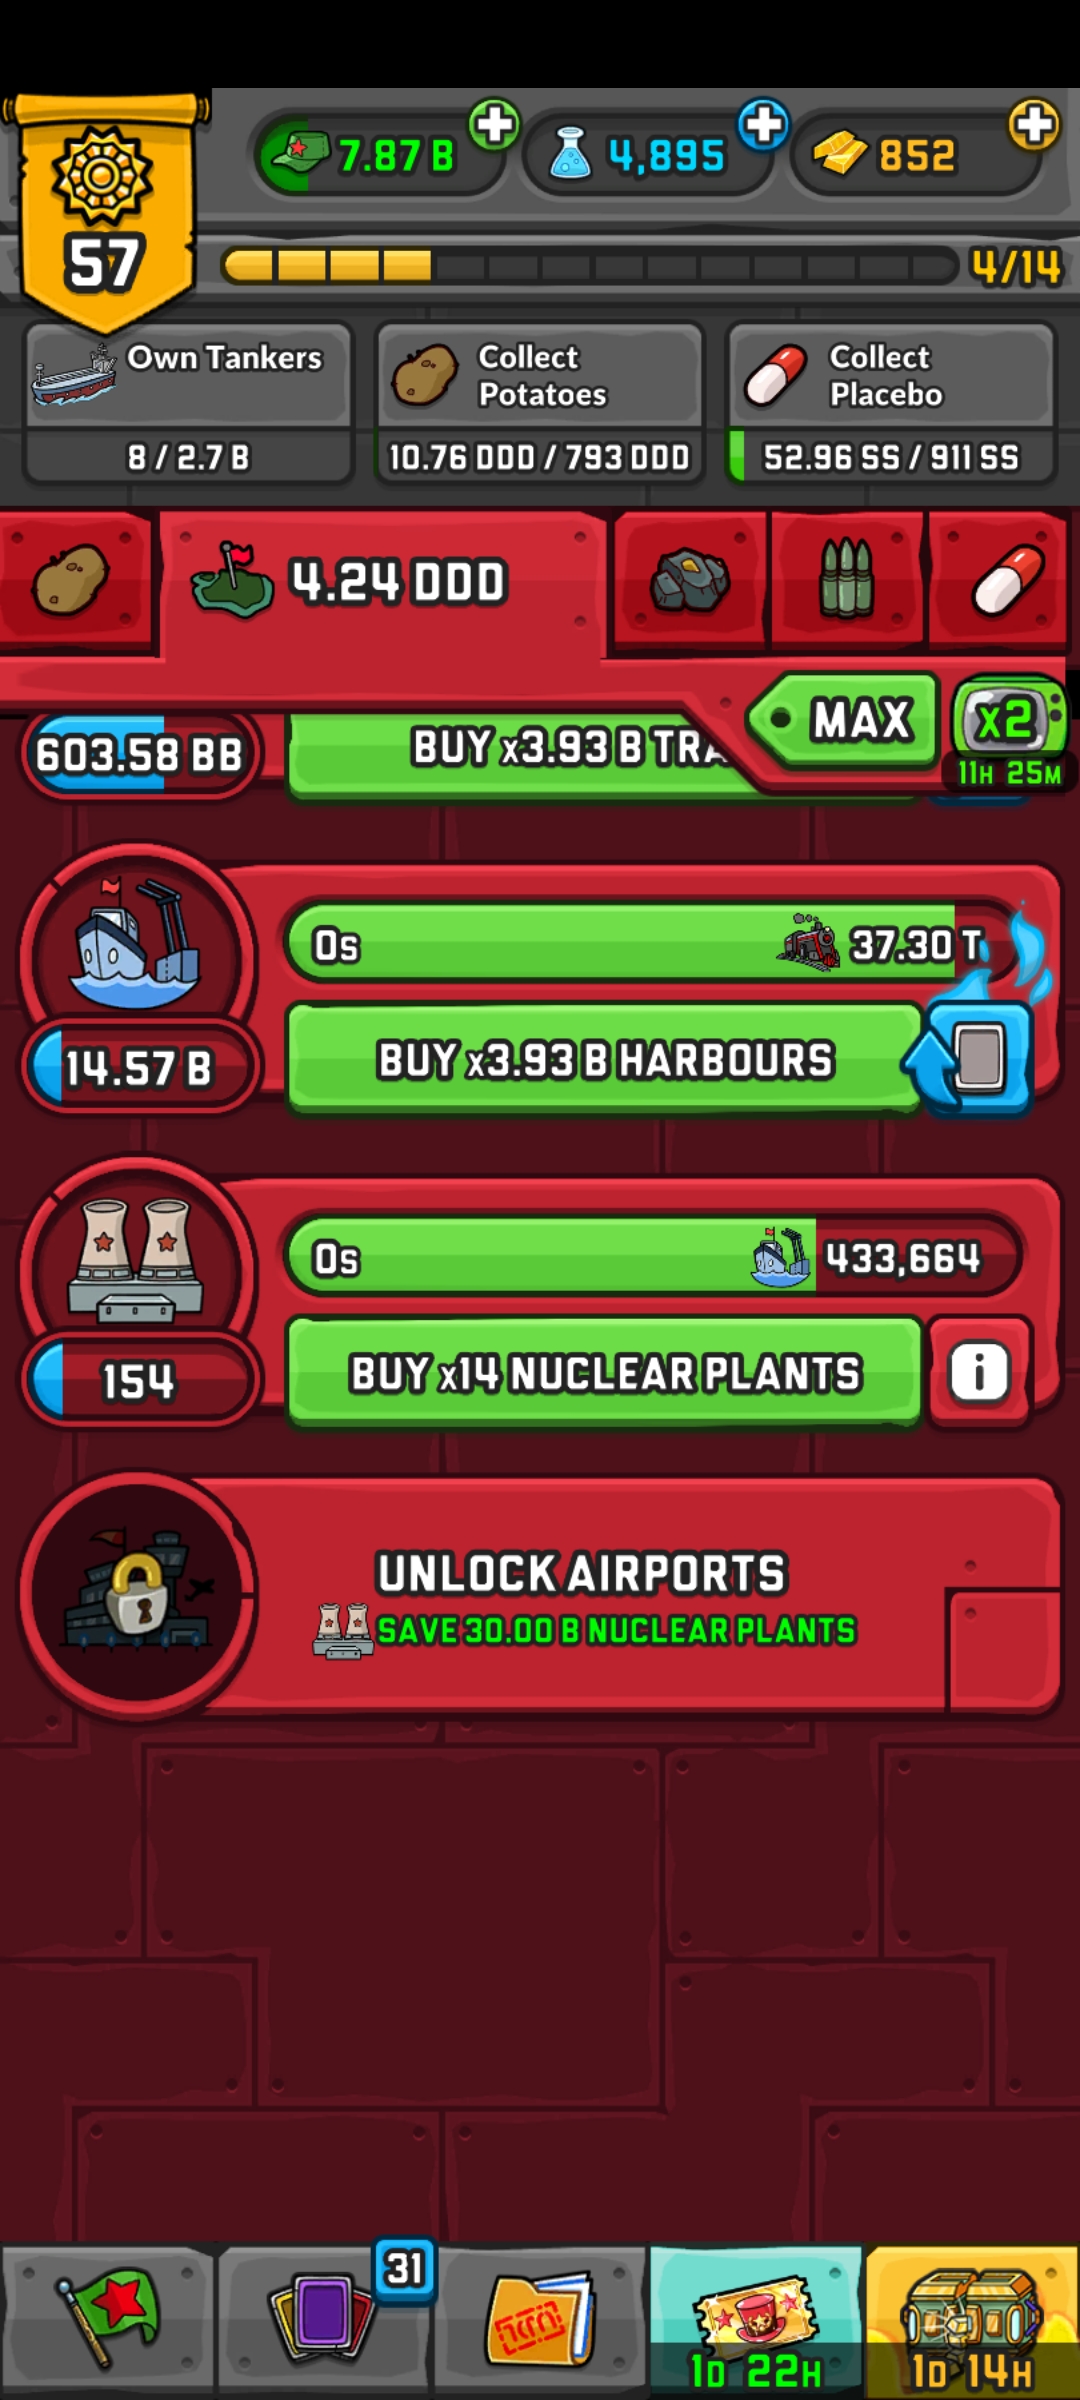 7.87 B
4,895
852
57
4/14
Own Tankers
8 / 2.7 B
Collect
Potatoes
10.76 DDD / 793 DDD
Collect
Placebo
52.96 SS / 911 SS
4.24 DDD
MAX
x2
11H 25M
603.58 BB
BUY x3.93 B
0s
37.30 T
14.57 B
BUY x3.93 B HARBOURS
0s
433,664
154
BUY x14 NUCLEAR PLANTS
i
UNLOCK AIRPORTS
SAVE 30.00 B NUCLEAR PLANTS
31
1D 22H
1D 14H